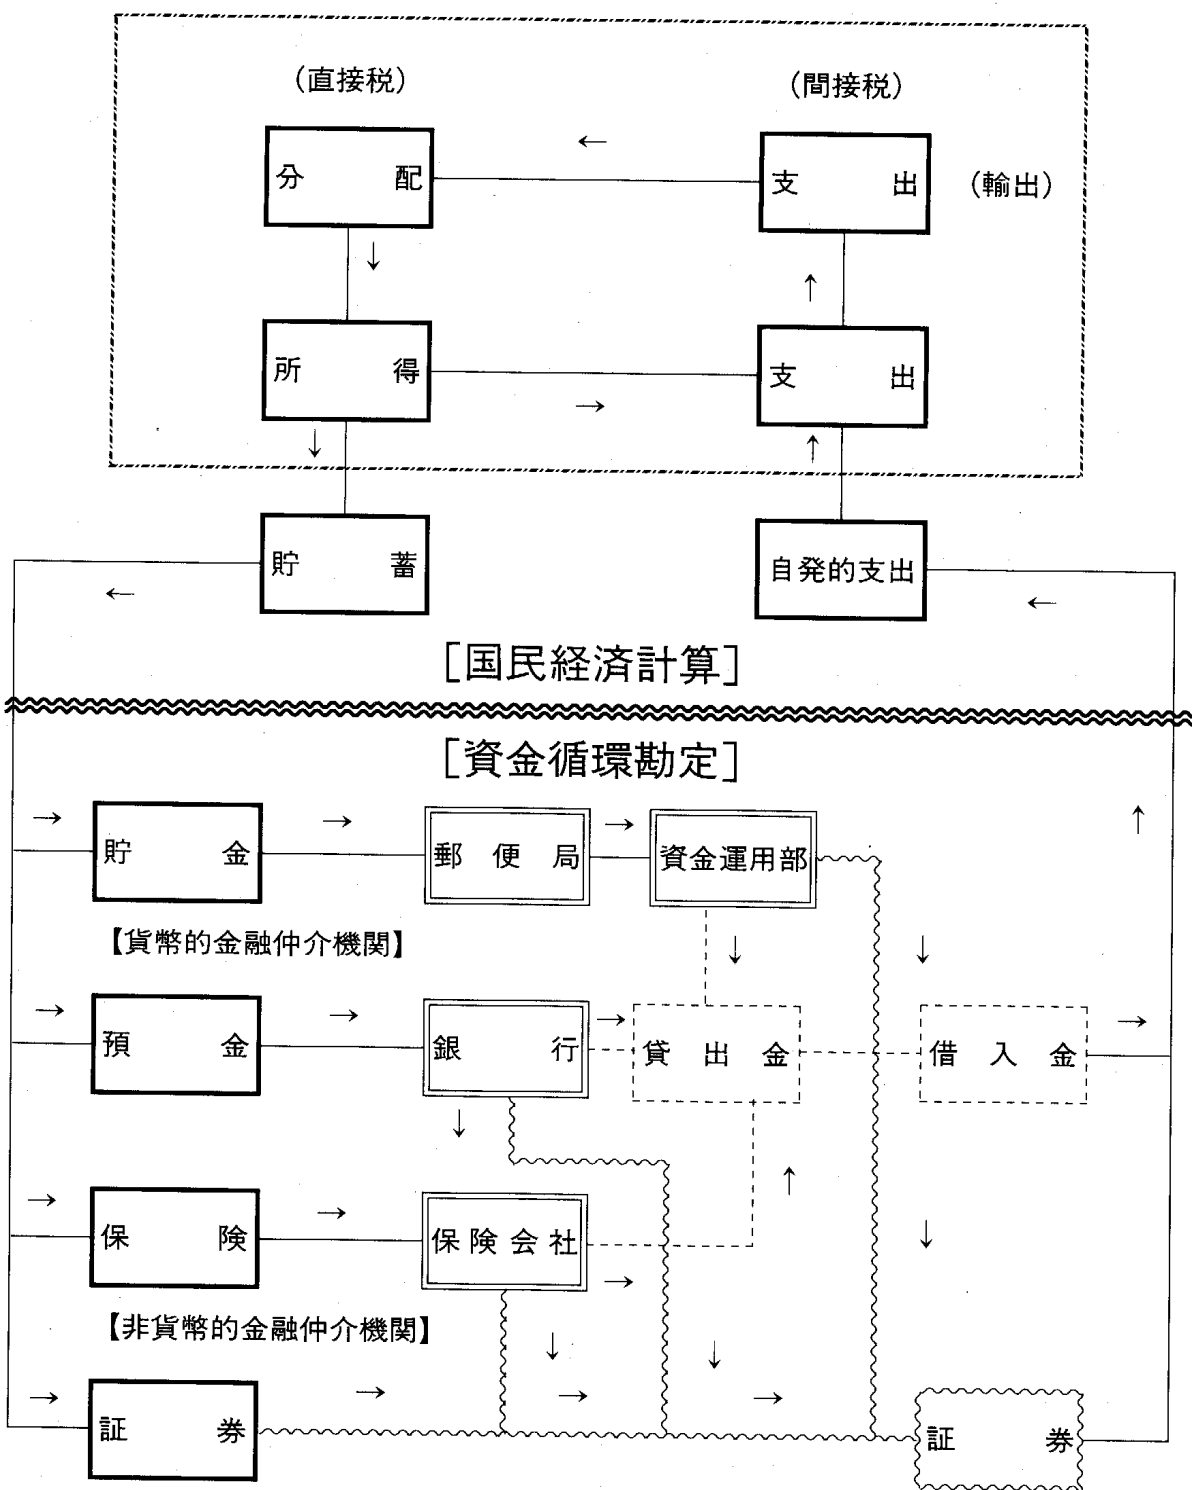 (直接税) (間接税)
分配 支出 (輸出)
所得 支出
貯蓄 自発的支出
[国民経済計算]
[資金循環勘定]
貯金 郵便局 資金運用部
【貨幣的金融仲介機関】
預金 銀行 貸出金 借入金
保険 保険会社
【非貨幣的金融仲介機関】
証券 証券